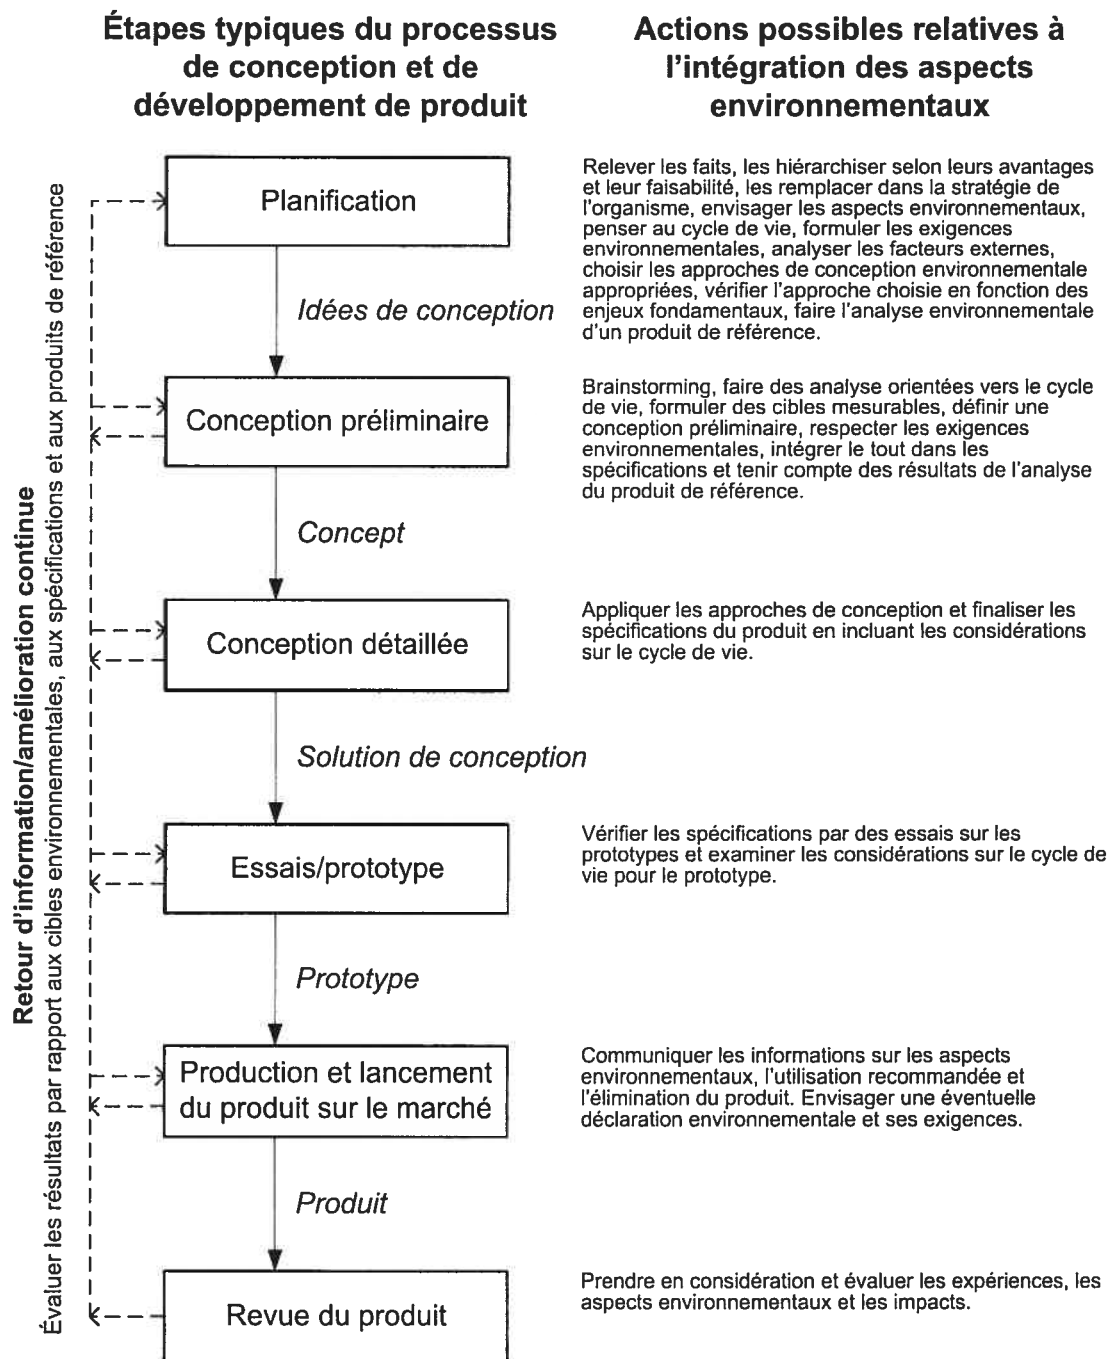 Étapes typiques du processus
de conception et de
développement de produit
Actions possibles relatives à
l'intégration des aspects
environnementaux
Retour d'information/amélioration continue
Évaluer les résultats par rapport aux cibles environnementales, aux spécifications et aux produits de référence
Planification
Relever les faits, les hiérarchiser selon leurs avantages
et leur faisabilité, les remplacer dans la stratégie de
l'organisme, envisager les aspects environnementaux,
penser au cycle de vie, formuler les exigences
environnementales, analyser les facteurs externes,
choisir les approches de conception environnementale
appropriées, vérifier l'approche choisie en fonction des
enjeux fondamentaux, faire l'analyse environnementale
d'un produit de référence.
Idées de conception
Conception préliminaire
Brainstorming, faire des analyse orientées vers le cycle
de vie, formuler des cibles mesurables, définir une
conception préliminaire, respecter les exigences
environnementales, intégrer le tout dans les
spécifications et tenir compte des résultats de l'analyse
du produit de référence.
Concept
Conception détaillée
Appliquer les approches de conception et finaliser les
spécifications du produit en incluant les considérations
sur le cycle de vie.
Solution de conception
Essais/prototype
Vérifier les spécifications par des essais sur les
prototypes et examiner les considérations sur le cycle de
vie pour le prototype.
Prototype
Production et lancement
du produit sur le marché
Communiquer les informations sur les aspects
environnementaux, l'utilisation recommandée et
l'élimination du produit. Envisager une éventuelle
déclaration environnementale et ses exigences.
Produit
Revue du produit
Prendre en considération et évaluer les expériences, les
aspects environnementaux et les impacts.